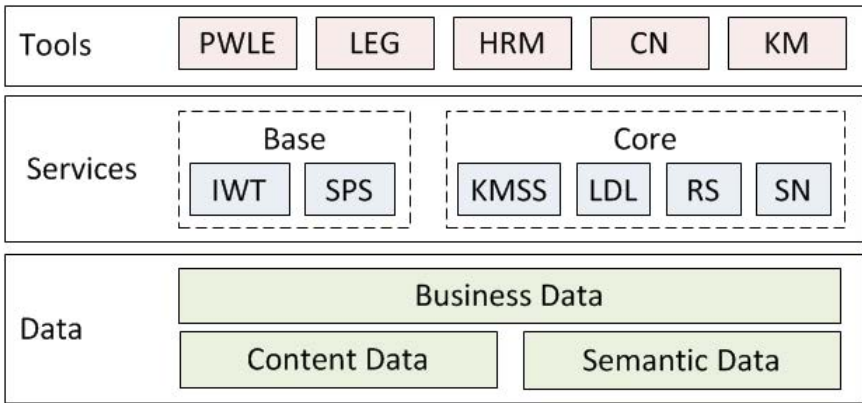 Tools PWLE LEG HRM CN KM
Services
Base
IWT SPS
Core
KMSS LDL RS SN
Data
Business Data
Content Data Semantic Data